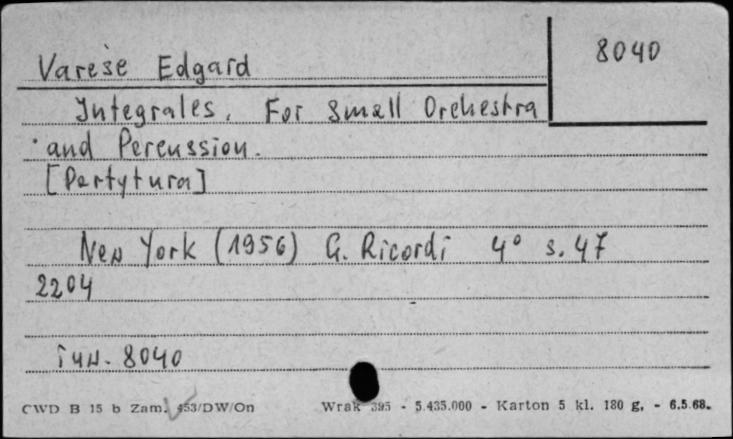 8040
Varèse Edgard
Integrales. For Small Orchestra
and Percussion.
[Partytura]
New York (1956) G. Ricordi 4° s. 47
2204
inw. 8040
CWD B 15 b Zam. 453/DW/On Wrak 395 - 5.435.000 - Karton 5 kl. 180 g. - 6.5.68.